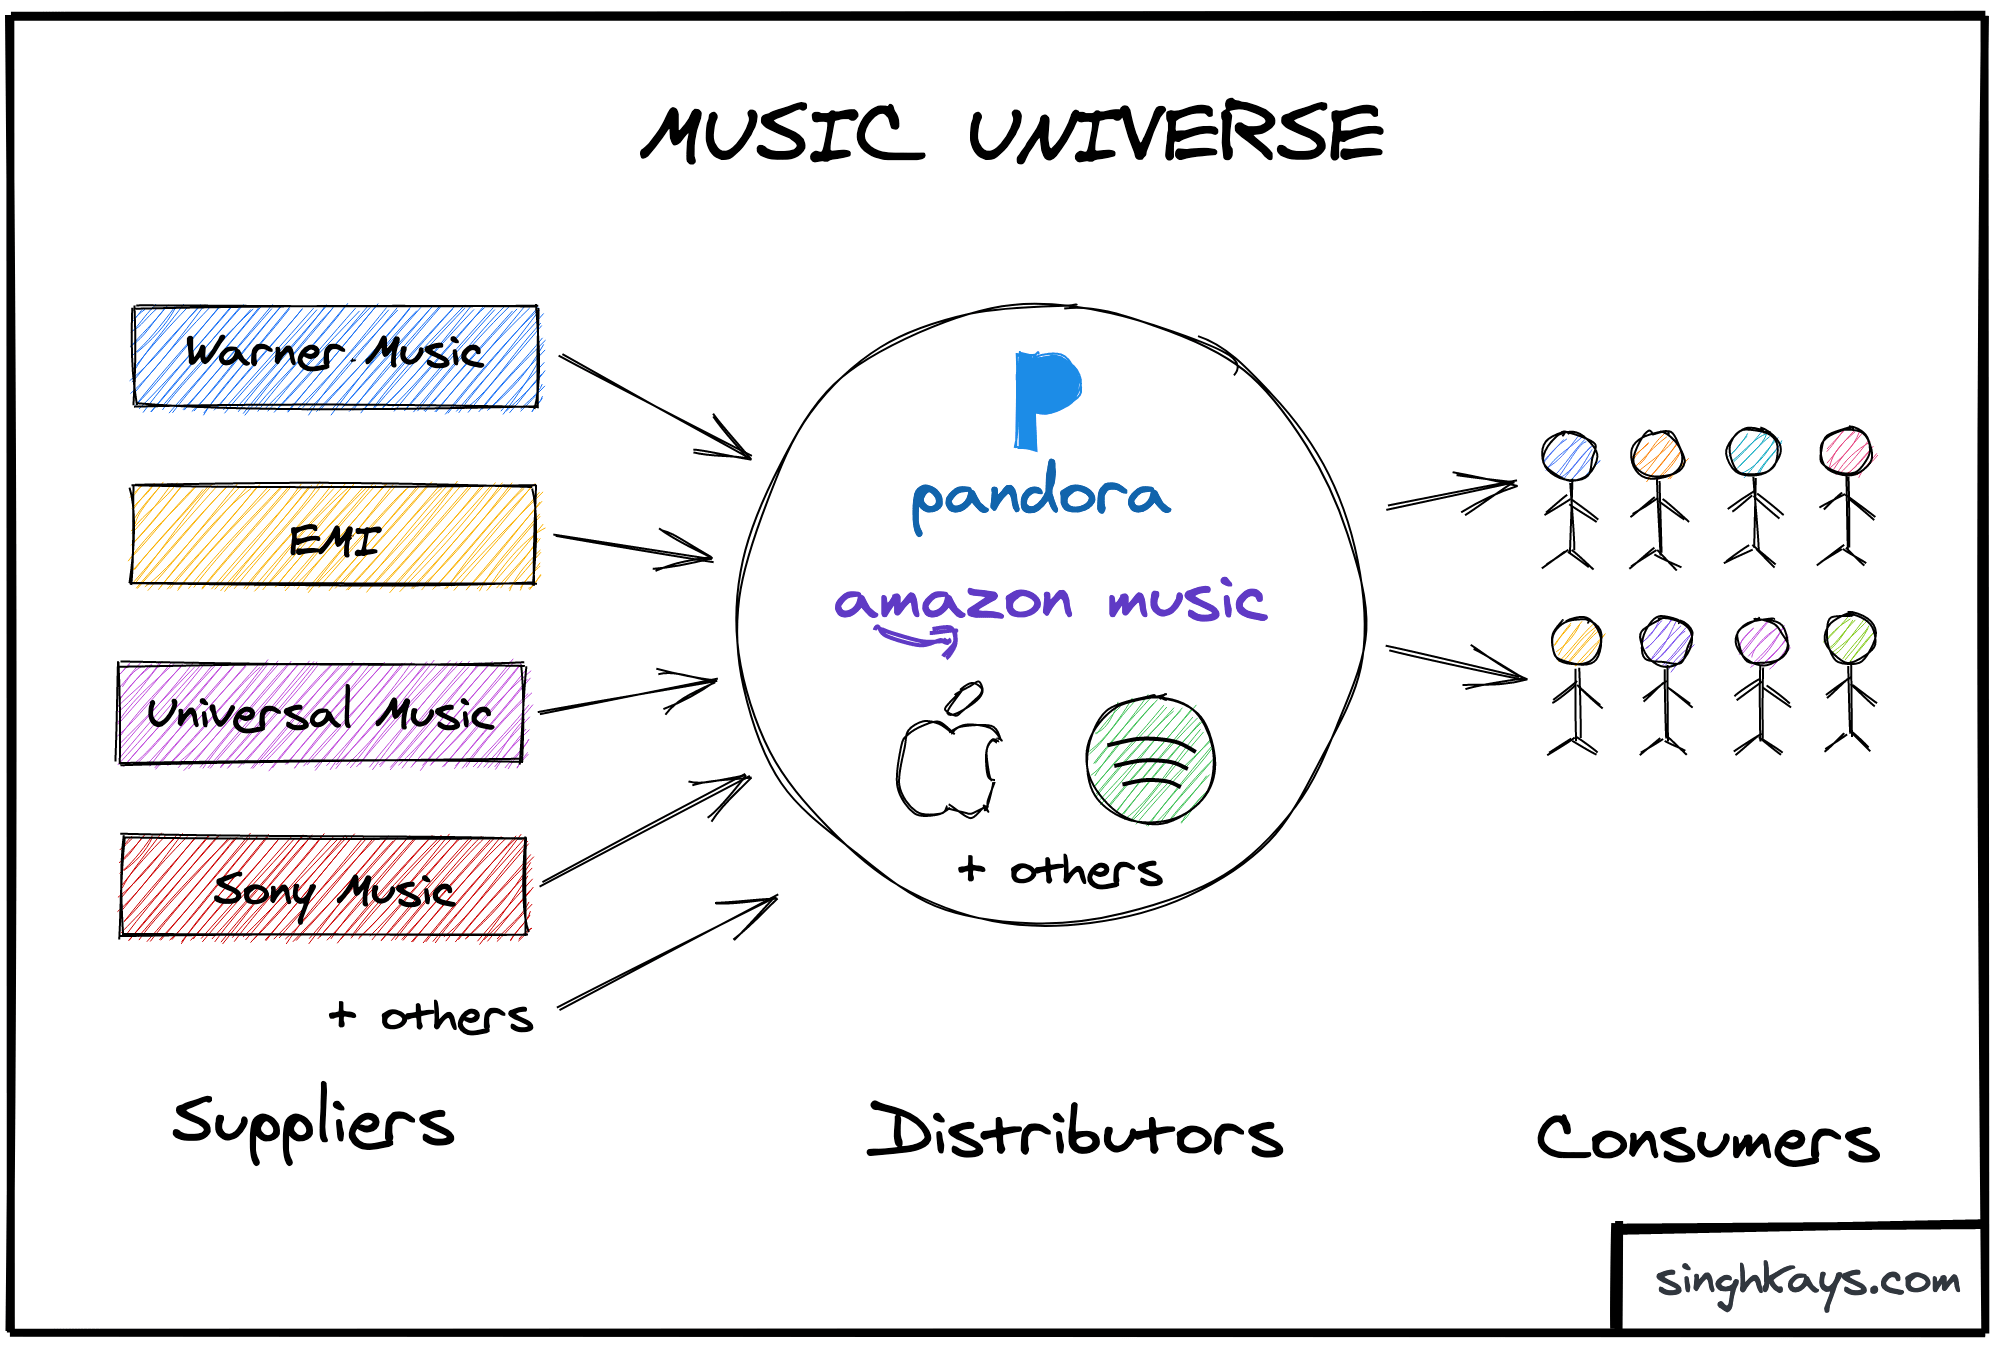 MUSIC UNIVERSE
Warner Music
EMI
Universal Music
Sony Music
+ others
Suppliers
pandora
amazon music
+ others
Distributors
Consumers
singhkays.com